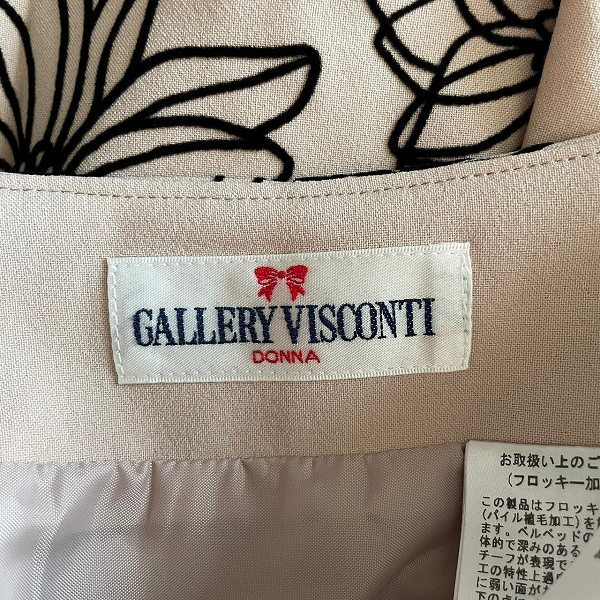 GALLERY VISCONTI
DONNA
お取扱い上のご
(フロッキー加
この製品はフロッキ
(パイル植毛加工)を
ます。ベルベッドの
体的で深みのある
チーフが表現で
工の特性上過
に弱い面が
下の点に